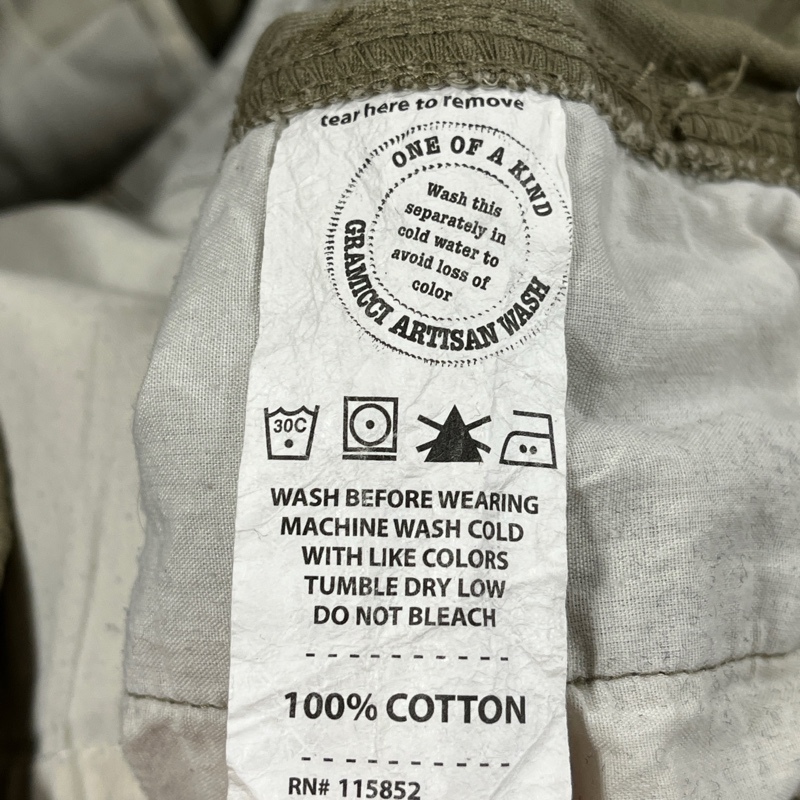 tear here to remove
ONE OF A KIND
GRAMICCI ARTISAN WASH
Wash this
separately in
cold water to
avoid loss of
color
30C
WASH BEFORE WEARING
MACHINE WASH COLD
WITH LIKE COLORS
TUMBLE DRY LOW
DO NOT BLEACH
100% COTTON
RN# 115852